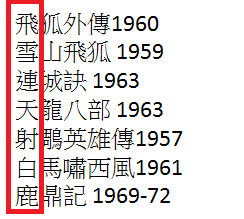 飛狐外傳1960
雪山飛狐 1959
連城訣 1963
天龍八部 1963
射鵰英雄傳1957
白馬嘯西風1961
鹿鼎記 1969-72